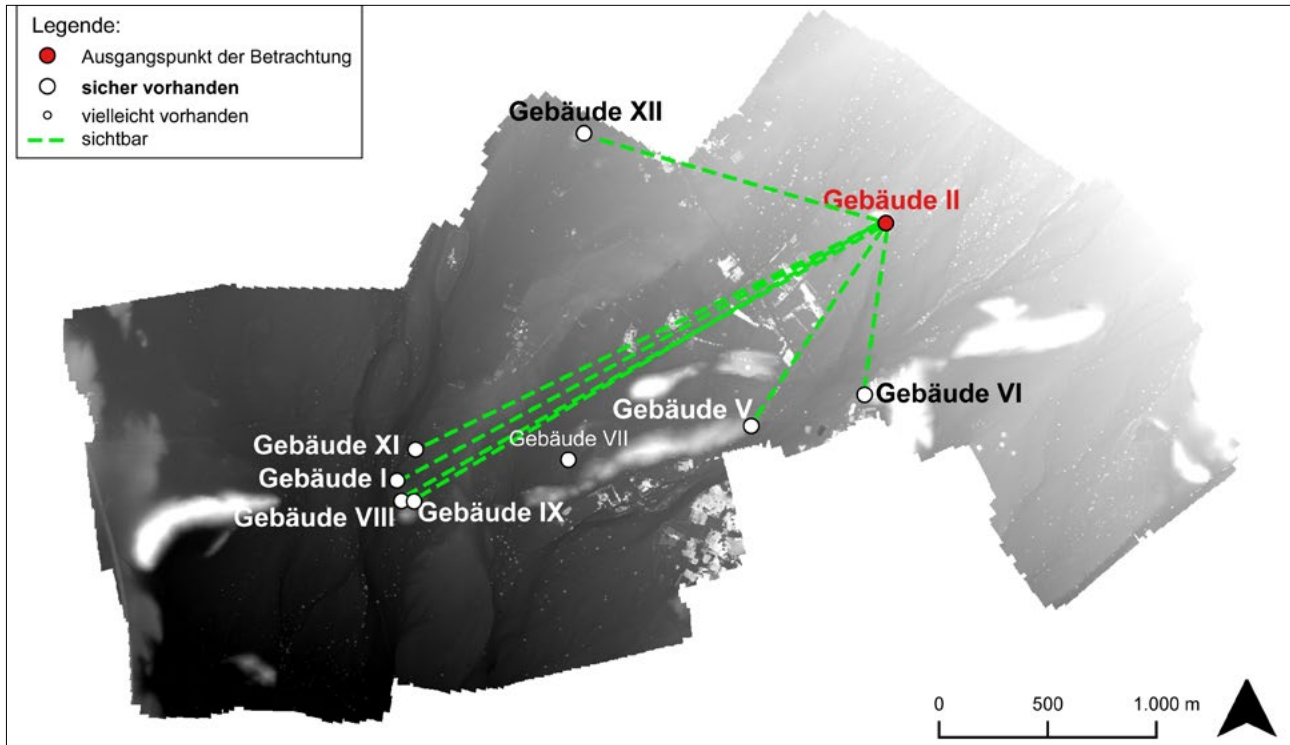 Legende:
Ausgangspunkt der Betrachtung
sicher vorhanden
vielleicht vorhanden
sichtbar
Gebäude XII
Gebäude II
Gebäude VI
Gebäude V
Gebäude VII
Gebäude XI
Gebäude I
Gebäude VIII
Gebäude IX
0 500 1.000 m